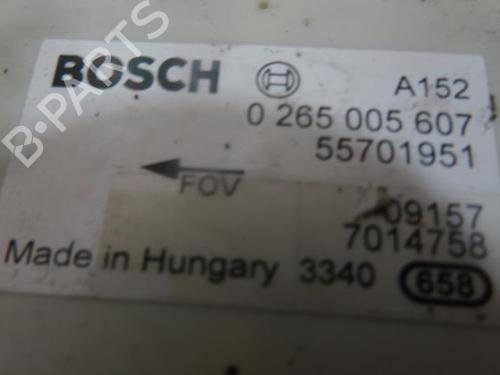 BOSCH A152
0 265 005 607
55701951
FOV
09157
7014758
Made in Hungary 3340 658
B-PARTS